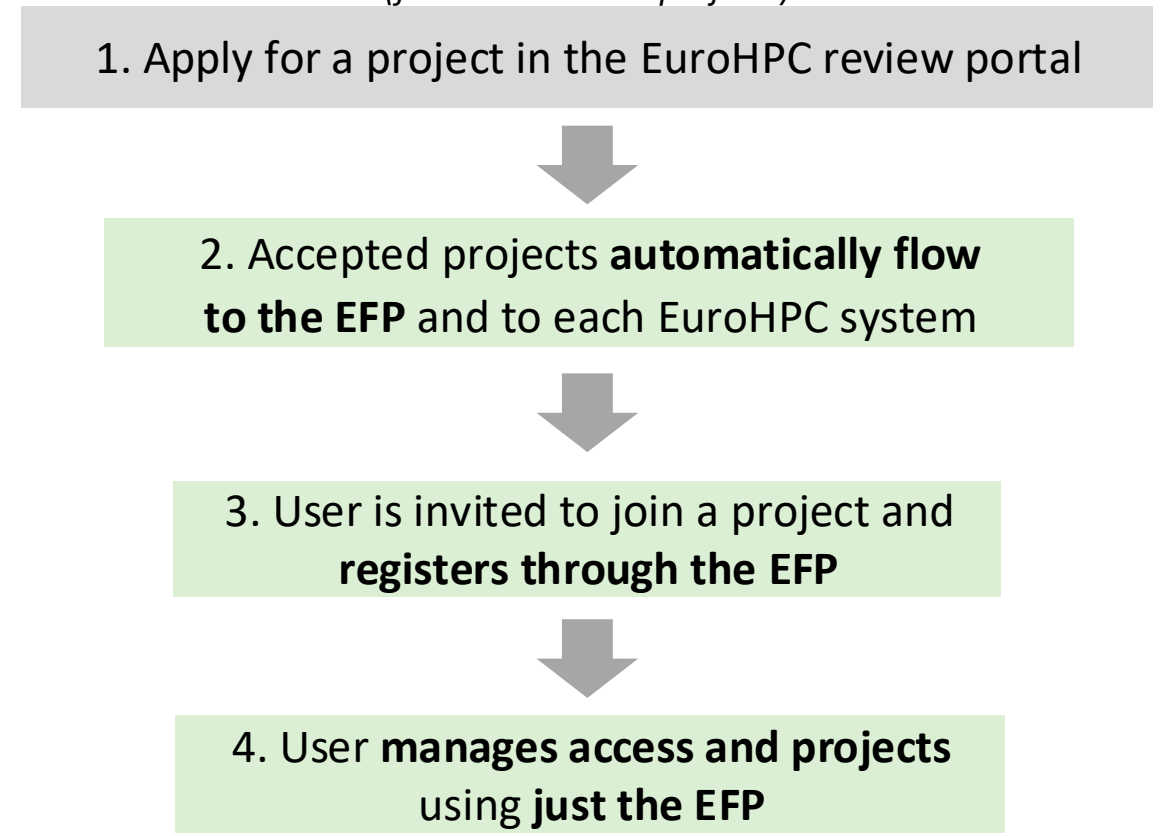 1. Apply for a project in the EuroHPC review portal
2. Accepted projects automatically flow
to the EFP and to each EuroHPC system
3. User is invited to join a project and
registers through the EFP
4. User manages access and projects
using just the EFP